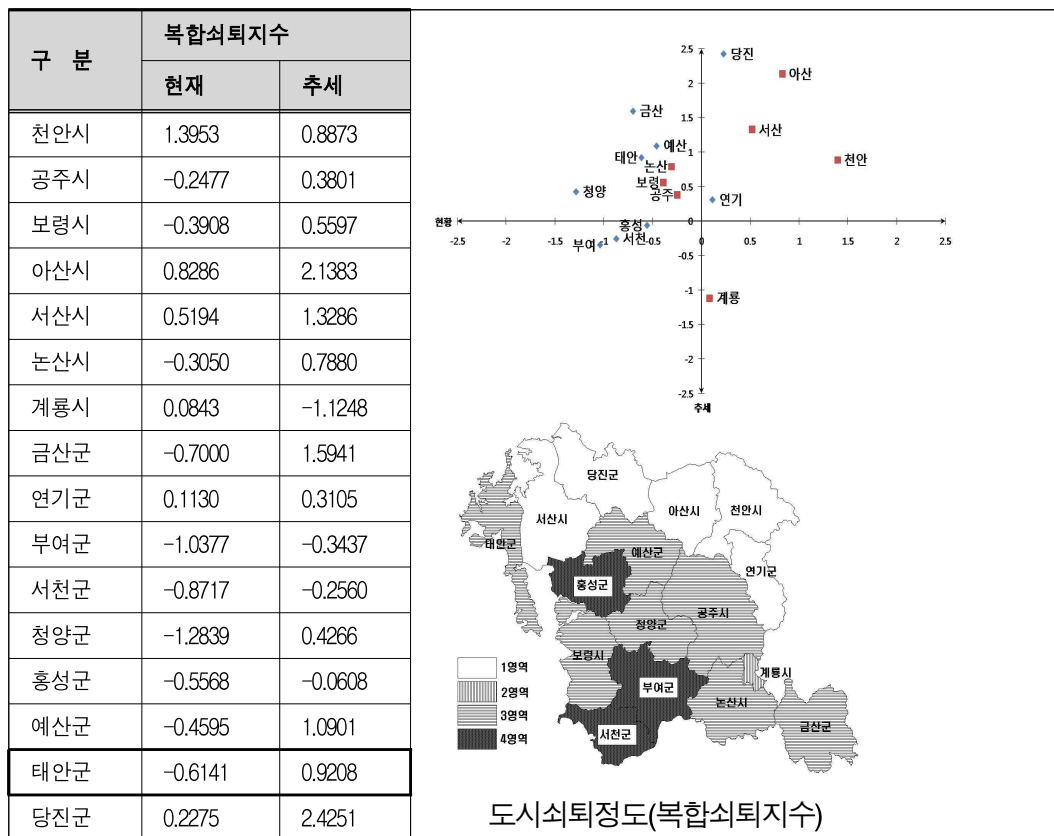 구 분 복합쇠퇴지수
현재 추세
천안시 1.3953 0.8873
공주시 -0.2477 0.3801
보령시 -0.3908 0.5597
아산시 0.8286 2.1383
서산시 0.5194 1.3286
논산시 -0.3050 0.7880
계룡시 0.0843 -1.1248
금산군 -0.7000 1.5941
연기군 0.1130 0.3105
부여군 -1.0377 -0.3437
서천군 -0.8717 -0.2560
청양군 -1.2839 0.4266
홍성군 -0.5568 -0.0608
예산군 -0.4595 1.0901
태안군 -0.6141 0.9208
당진군 0.2275 2.4251
2.5
당진
아산
2
금산
1.5
서산
예산
1
태안
논산
천안
보령
0.5
청양
공주
연기
현황
홍성
0
서천
부여
-2.5 -2 -1.5 -1 -0.5 0 0.5 1 1.5 2 2.5
-0.5
-1
계룡
-1.5
-2
-2.5
추세
당진군
서산시
아산시
천안시
태안군
예산군
연기군
홍성군
공주시
청양군
보령시
계룡시
부여군
논산시
서천군
금산군
1영역
2영역
3영역
4영역
도시쇠퇴정도(복합쇠퇴지수)